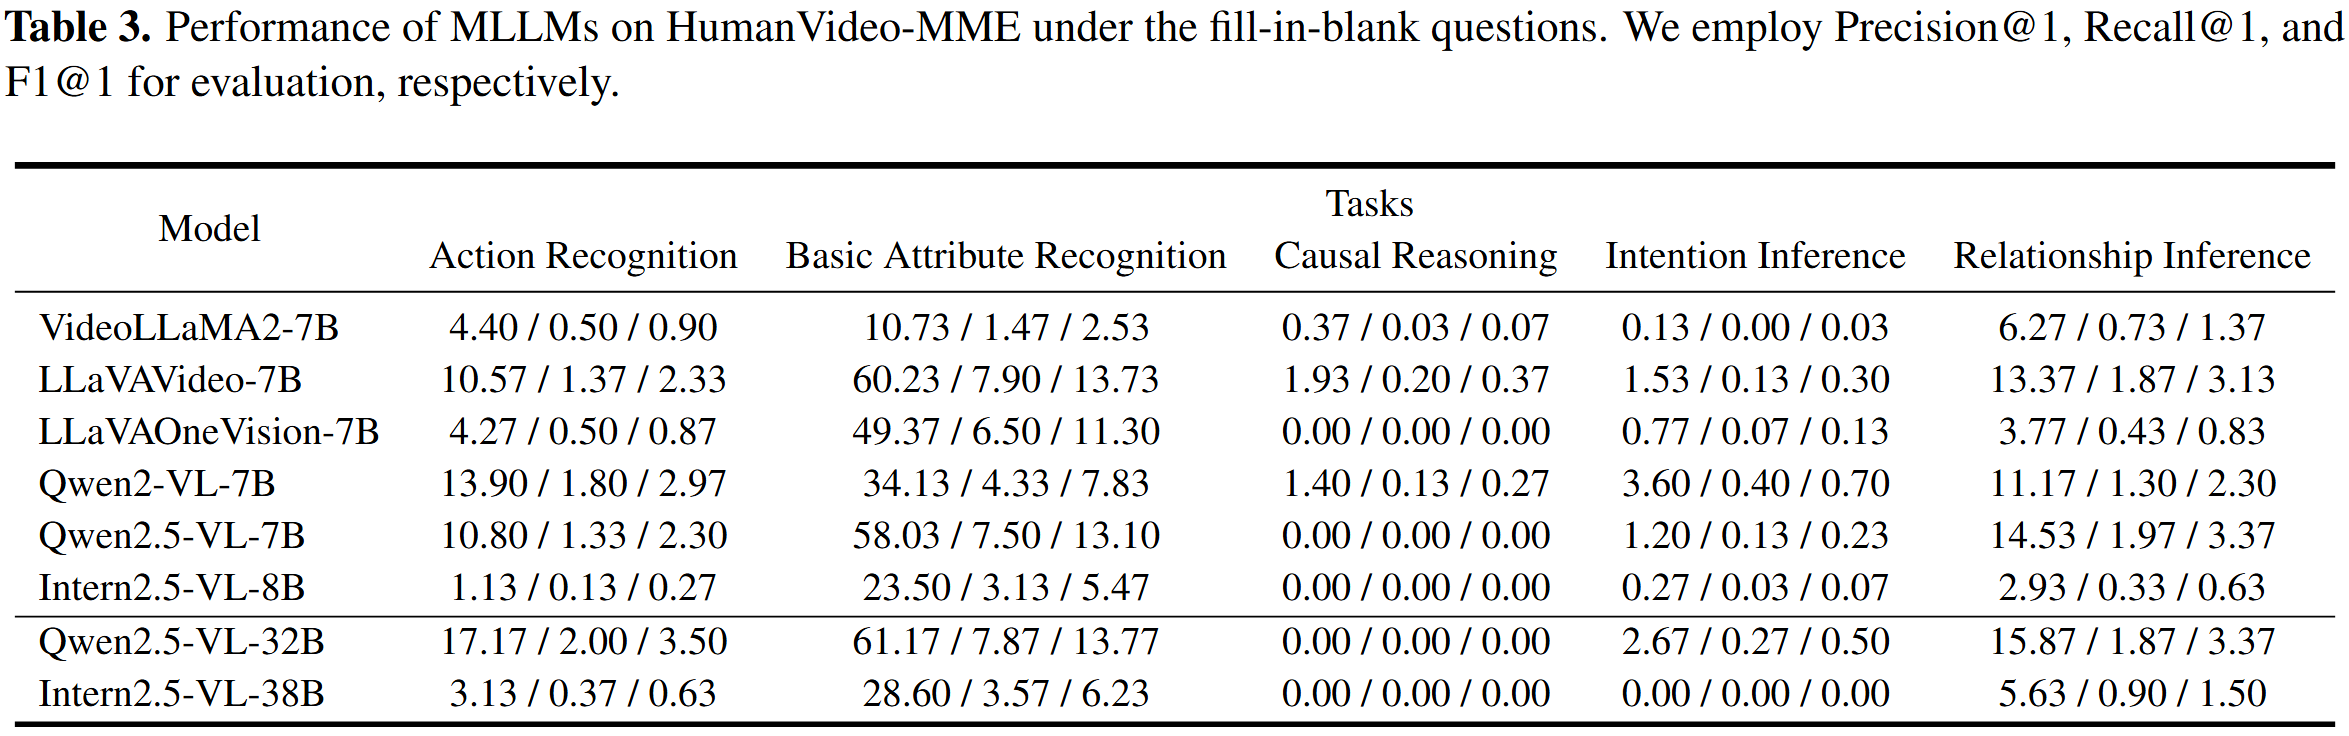 Table 3. Performance of MLLMs on HumanVideo-MME under the fill-in-blank questions. We employ Precision@1, Recall@1, and
F1@1 for evaluation, respectively.
Model Tasks
Action Recognition Basic Attribute Recognition Causal Reasoning Intention Inference Relationship Inference
VideoLLaMA2-7B 4.40 / 0.50 / 0.90 10.73 / 1.47 / 2.53 0.37 / 0.03 / 0.07 0.13 / 0.00 / 0.03 6.27 / 0.73 / 1.37
LLaVAVideo-7B 10.57 / 1.37 / 2.33 60.23 / 7.90 / 13.73 1.93 / 0.20 / 0.37 1.53 / 0.13 / 0.30 13.37 / 1.87 / 3.13
LLaVAOneVision-7B 4.27 / 0.50 / 0.87 49.37 / 6.50 / 11.30 0.00 / 0.00 / 0.00 0.77 / 0.07 / 0.13 3.77 / 0.43 / 0.83
Qwen2-VL-7B 13.90 / 1.80 / 2.97 34.13 / 4.33 / 7.83 1.40 / 0.13 / 0.27 3.60 / 0.40 / 0.70 11.17 / 1.30 / 2.30
Qwen2.5-VL-7B 10.80 / 1.33 / 2.30 58.03 / 7.50 / 13.10 0.00 / 0.00 / 0.00 1.20 / 0.13 / 0.23 14.53 / 1.97 / 3.37
Intern2.5-VL-8B 1.13 / 0.13 / 0.27 23.50 / 3.13 / 5.47 0.00 / 0.00 / 0.00 0.27 / 0.03 / 0.07 2.93 / 0.33 / 0.63
Qwen2.5-VL-32B 17.17 / 2.00 / 3.50 61.17 / 7.87 / 13.77 0.00 / 0.00 / 0.00 2.67 / 0.27 / 0.50 15.87 / 1.87 / 3.37
Intern2.5-VL-38B 3.13 / 0.37 / 0.63 28.60 / 3.57 / 6.23 0.00 / 0.00 / 0.00 0.00 / 0.00 / 0.00 5.63 / 0.90 / 1.50